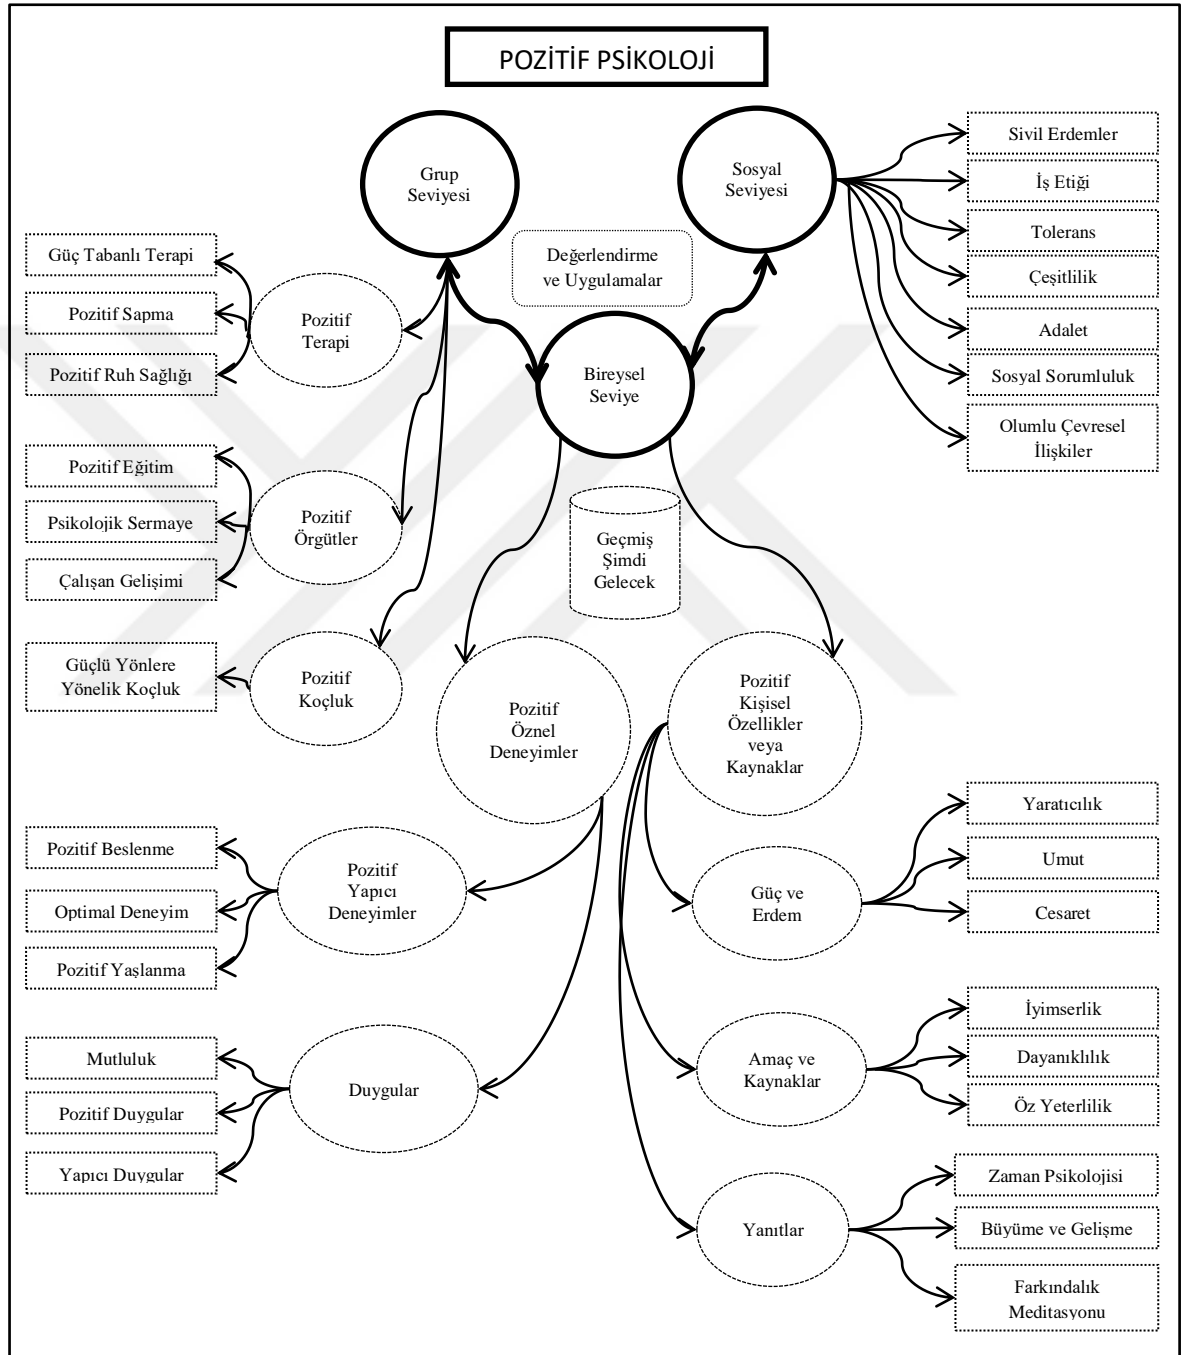 POZİTİF PSİKOLOJİ
Grup
Seviyesi
Sosyal
Seviyesi
Değerlendirme
ve Uygulamalar
Bireysel
Seviye
Sivil Erdemler
İş Etiği
Tolerans
Çeşitlilik
Adalet
Sosyal Sorumluluk
Olumlu Çevresel
İlişkiler
Güç Tabanlı Terapi
Pozitif Sapma
Pozitif Ruh Sağlığı
Pozitif
Terapi
Pozitif Eğitim
Psikolojik Sermaye
Çalışan Gelişimi
Pozitif
Örgütler
Geçmiş
Şimdi
Gelecek
Güçlü Yönlere
Yönelik Koçluk
Pozitif
Koçluk
Pozitif
Öznel
Deneyimler
Pozitif
Kişisel
Özellikler
veya
Kaynaklar
Pozitif Beslenme
Optimal Deneyim
Pozitif Yaşlanma
Pozitif
Yapıcı
Deneyimler
Güç ve
Erdem
Yaratıcılık
Umut
Cesaret
Mutluluk
Pozitif Duygular
Yapıcı Duygular
Duygular
Amaç ve
Kaynaklar
İyimserlik
Dayanıklılık
Öz Yeterlilik
Yanıtlar
Zaman Psikolojisi
Büyüme ve Gelişme
Farkındalık
Meditasyonu